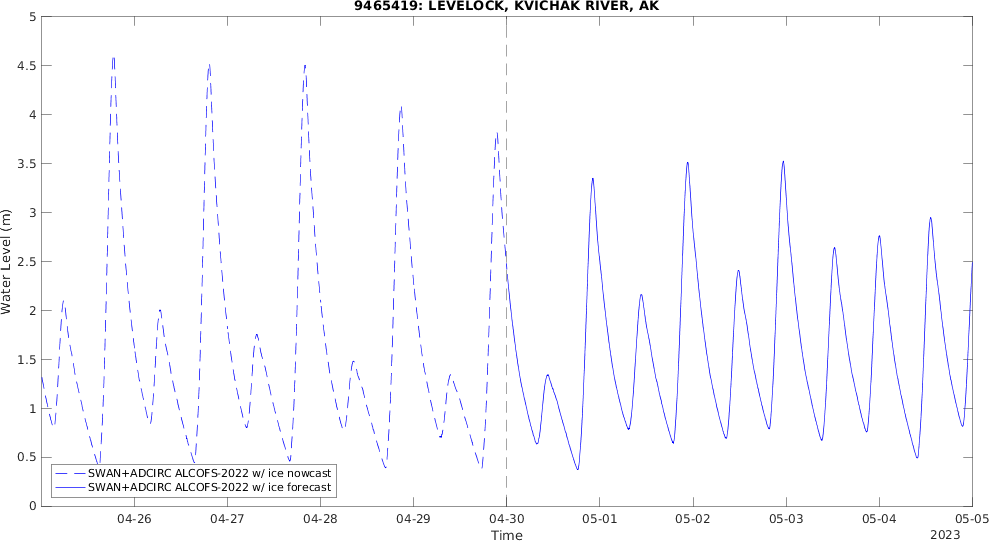 9465419: LEVELOCK, KVICHAK RIVER, AK
5
4.5
4
3.5
3
2.5
2
1.5
1
0.5
0
Water Level (m)
SWAN+ADCIRC ALCOFS-2022 w/ ice nowcast
SWAN+ADCIRC ALCOFS-2022 w/ ice forecast
04-26 04-27 04-28 04-29 04-30 05-01 05-02 05-03 05-04 05-05
Time
2023